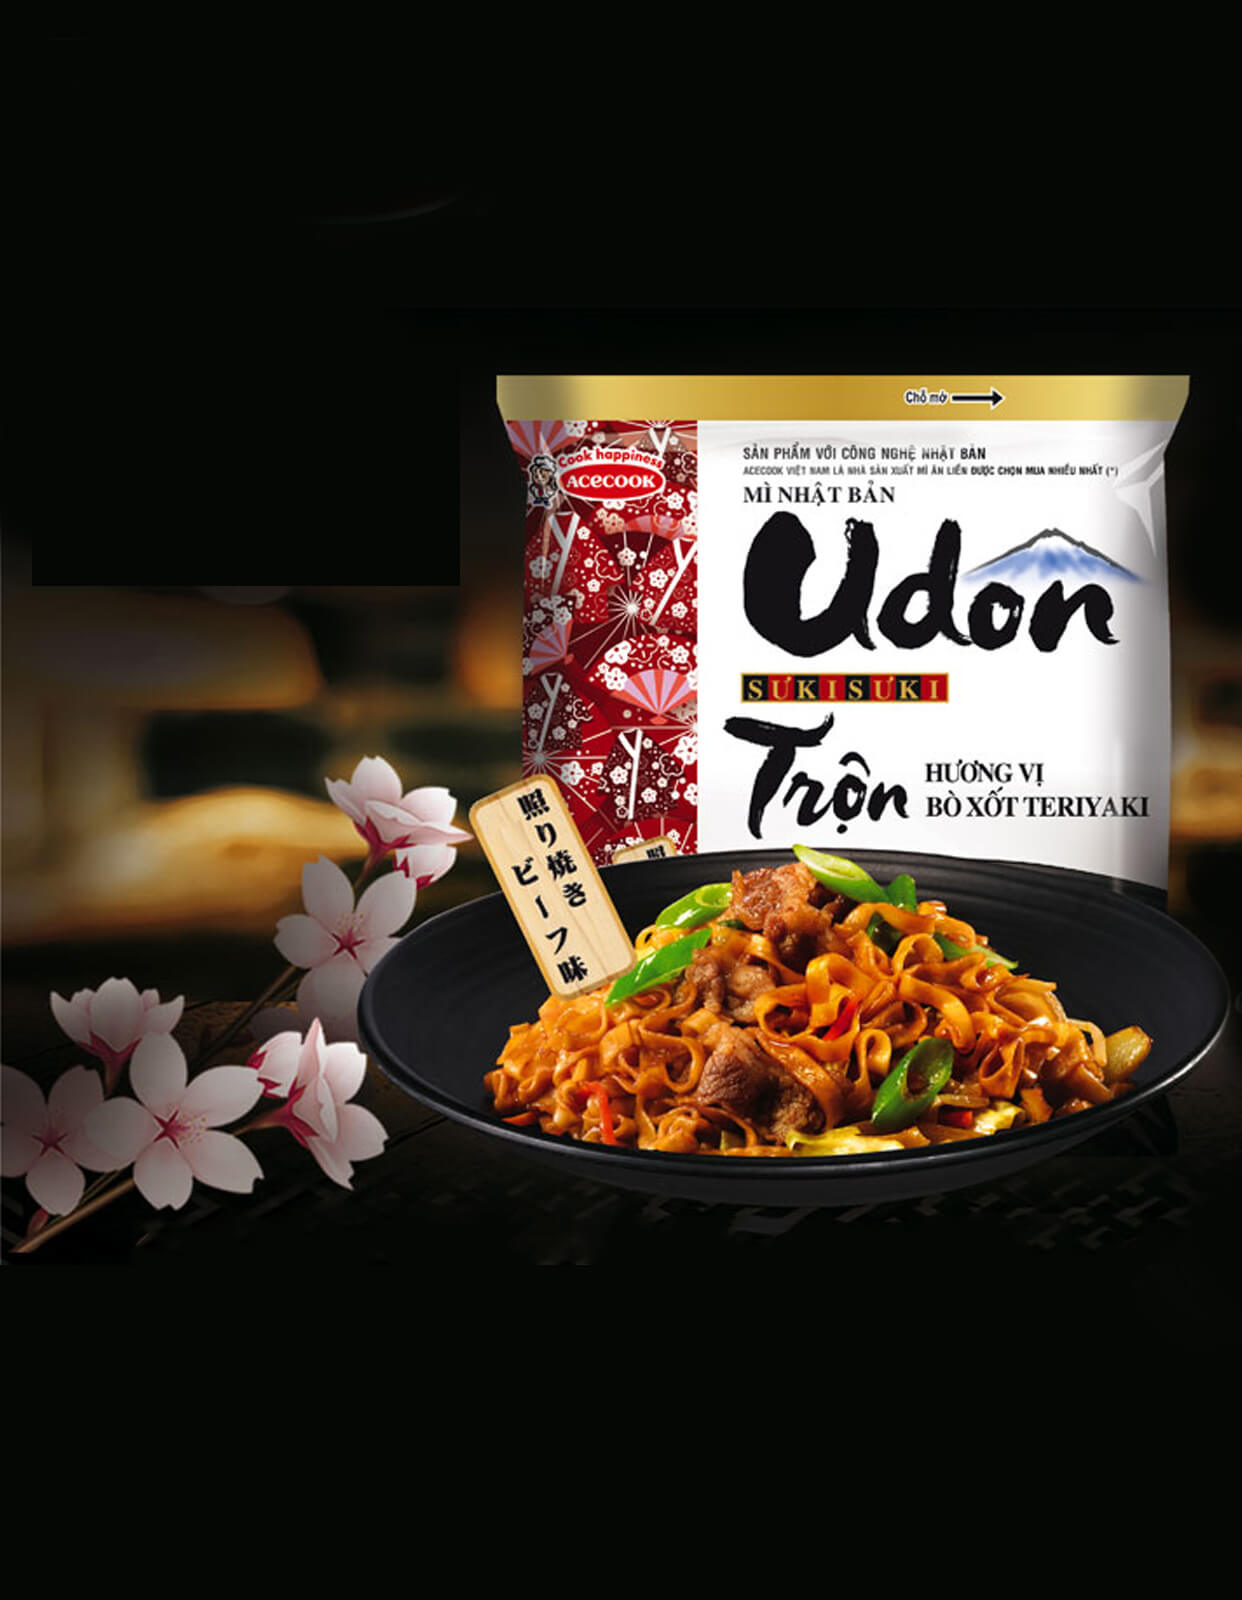 Chỗ mở
Cook happiness
ACECOOK
SẢN PHẨM VỚI CÔNG NGHỆ NHẬT BẢN
ACECOOK VIỆT NAM LÀ NHÀ SẢN XUẤT MÌ ĂN LIỀN ĐƯỢC CHỌN MUA NHIỀU NHẤT (*)
MÌ NHẬT BẢN
Udon
SƯKISƯKI
Trộn
HƯƠNG VỊ
BÒ XỐT TERIYAKI
照り焼き
ビーフ味
照